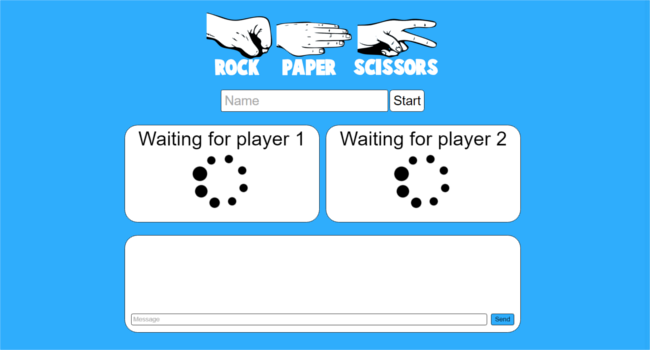 ROCK PAPER SCISSORS
Name Start
Waiting for player 1 Waiting for player 2
Message Send